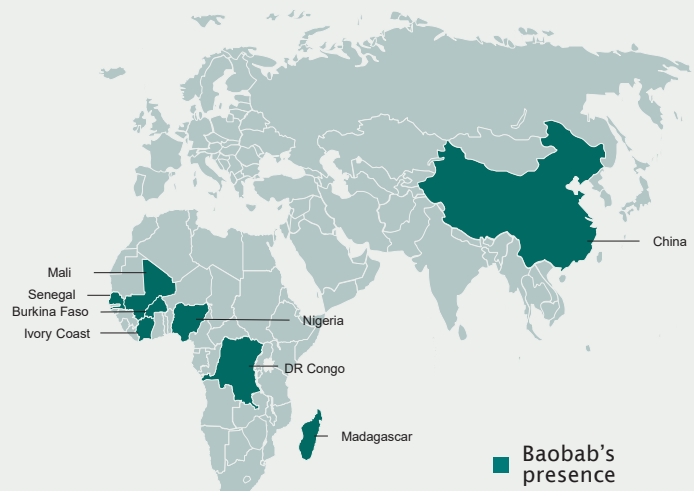 China
Mali
Senegal
Burkina Faso
Ivory Coast
Nigeria
DR Congo
Madagascar
Baobab's
presence